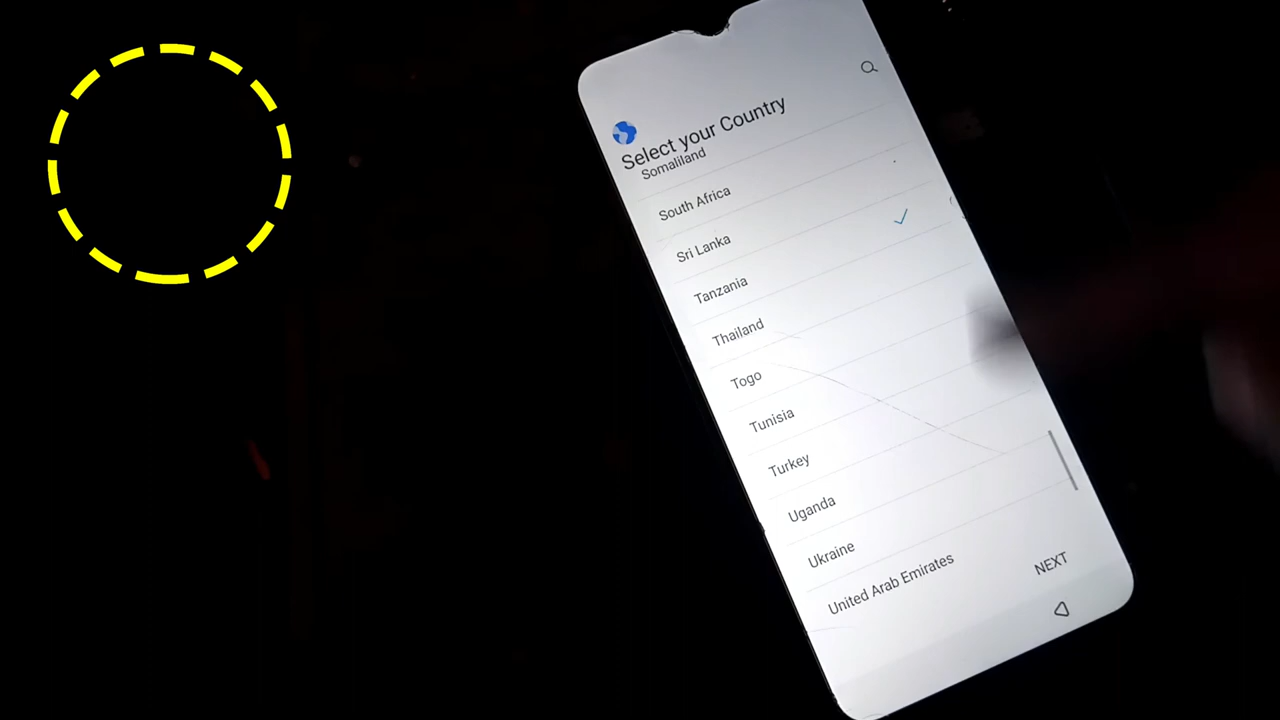 Select your Country
Somaliland
South Africa
Sri Lanka
Tanzania
Thailand
Togo
Tunisia
Turkey
Uganda
Ukraine
United Arab Emirates
NEXT